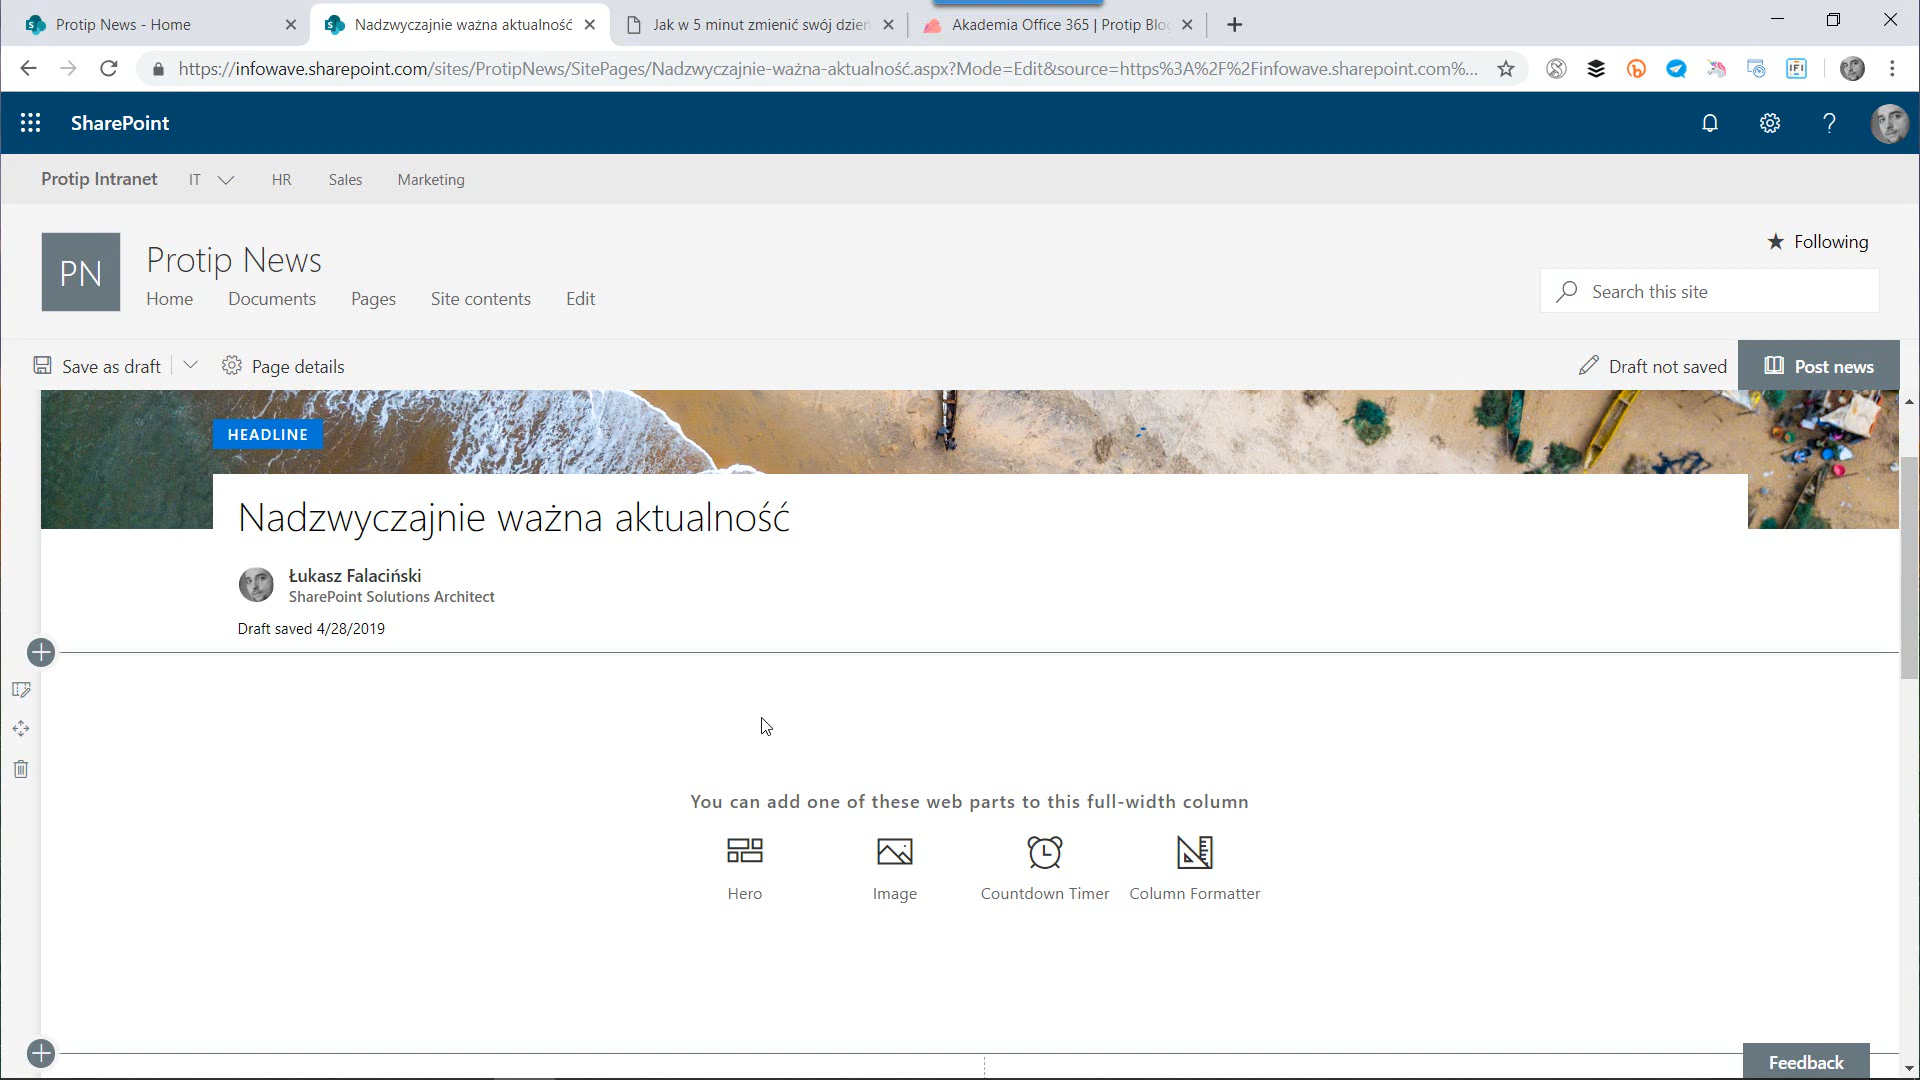 Protip News - Home
Nadzwyczajnie ważna aktualność
Jak w 5 minut zmienić swój dzień
Akademia Office 365 | Protip Blo
https://infowave.sharepoint.com/sites/ProtipNews/SitePages/Nadzwyczajnie-ważna-aktualność.aspx?Mode=Edit&source=https%3A%2F%2Finfowave.sharepoint.com%...
SharePoint
Protip Intranet IT HR Sales Marketing
PN
Protip News
Following
Home Documents Pages Site contents Edit
Search this site
Save as draft Page details Draft not saved Post news
HEADLINE
Nadzwyczajnie ważna aktualność
Łukasz Falaciński
SharePoint Solutions Architect
Draft saved 4/28/2019
You can add one of these web parts to this full-width column
Hero Image Countdown Timer Column Formatter
Feedback